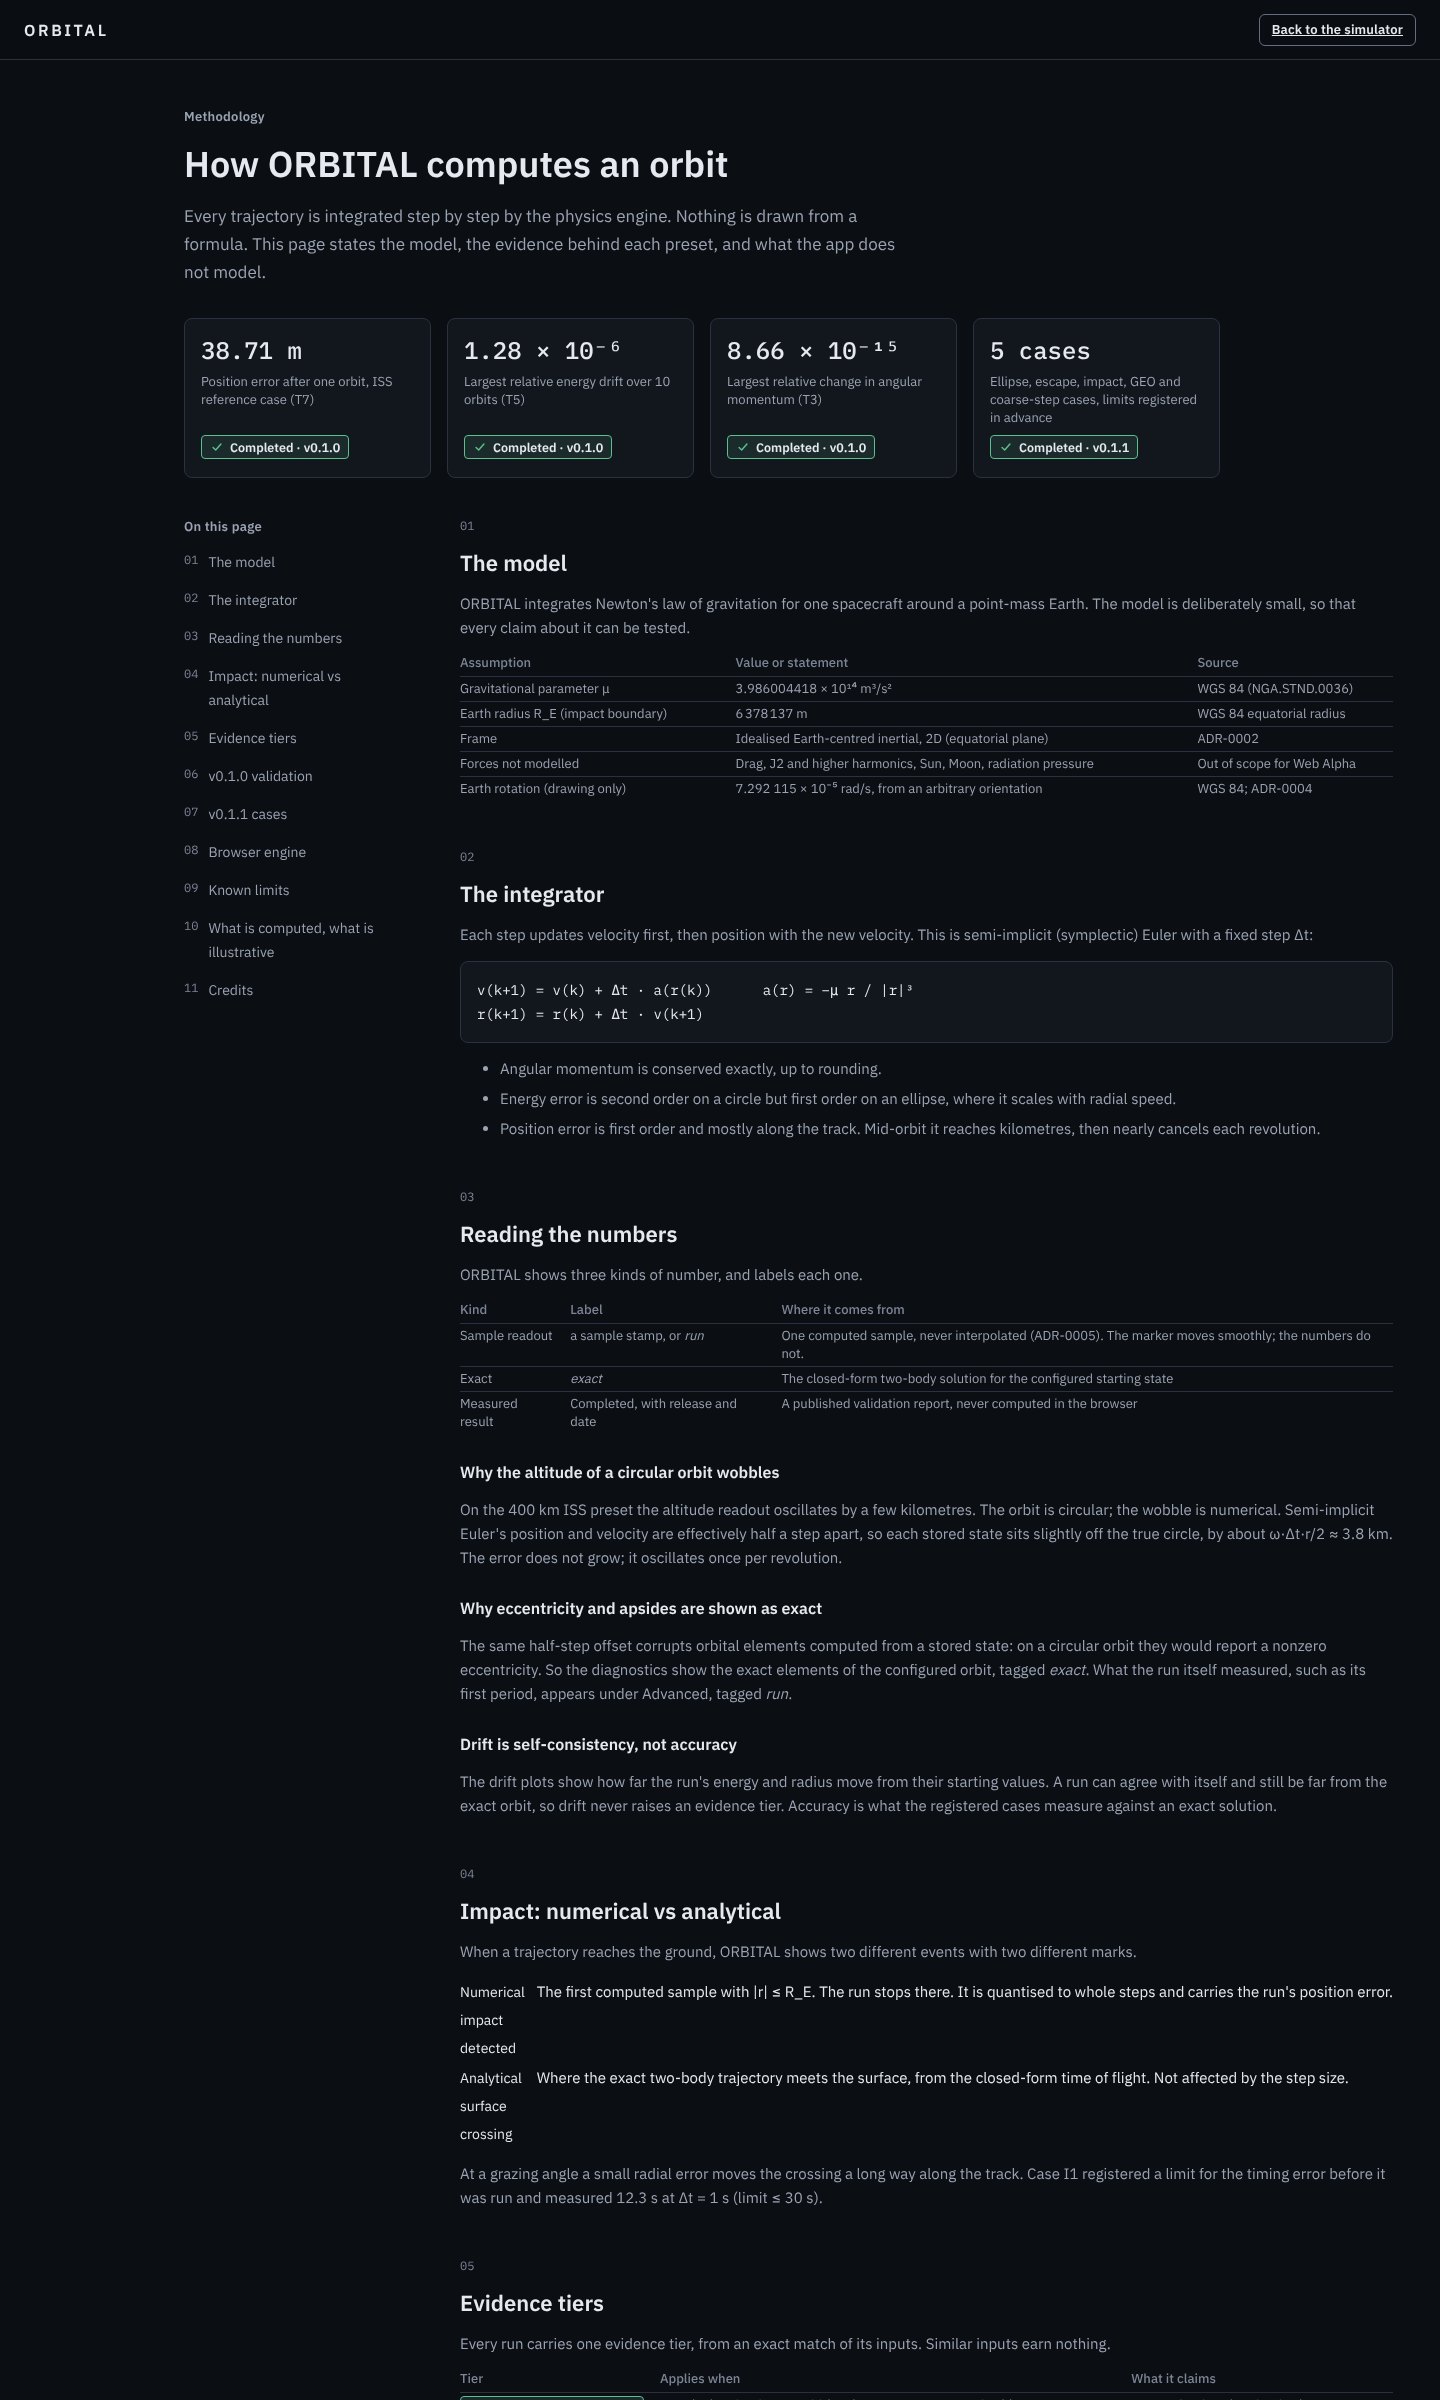 ORBITAL
Back to the simulator
Methodology
How ORBITAL computes an orbit
Every trajectory is integrated step by step by the physics engine. Nothing is drawn from a
formula. This page states the model, the evidence behind each preset, and what the app does
not model.
38.71 m
Position error after one orbit, ISS
reference case (T7)
Completed · v0.1.0
1.28 × 10⁻⁶
Largest relative energy drift over 10
orbits (T5)
Completed · v0.1.0
8.66 × 10⁻¹⁵
Largest relative change in angular
momentum (T3)
Completed · v0.1.0
5 cases
Ellipse, escape, impact, GEO and
coarse-step cases, limits registered
in advance
Completed · v0.1.1
On this page
01 The model
02 The integrator
03 Reading the numbers
04 Impact: numerical vs
analytical
05 Evidence tiers
06 v0.1.0 validation
07 v0.1.1 cases
08 Browser engine
09 Known limits
10 What is computed, what is
illustrative
11 Credits
01
The model
ORBITAL integrates Newton's law of gravitation for one spacecraft around a point-mass Earth. The model is deliberately small, so that
every claim about it can be tested.
Assumption Value or statement Source
Gravitational parameter μ 3.986004418 × 10¹⁴ m³/s² WGS 84 (NGA.STND.0036)
Earth radius R_E (impact boundary) 6 378 137 m WGS 84 equatorial radius
Frame Idealised Earth-centred inertial, 2D (equatorial plane) ADR-0002
Forces not modelled Drag, J2 and higher harmonics, Sun, Moon, radiation pressure Out of scope for Web Alpha
Earth rotation (drawing only) 7.292 115 × 10⁻⁵ rad/s, from an arbitrary orientation WGS 84; ADR-0004
02
The integrator
Each step updates velocity first, then position with the new velocity. This is semi-implicit (symplectic) Euler with a fixed step Δt:
v(k+1) = v(k) + Δt · a(r(k)) a(r) = −μ r / |r|³
r(k+1) = r(k) + Δt · v(k+1)
• Angular momentum is conserved exactly, up to rounding.
• Energy error is second order on a circle but first order on an ellipse, where it scales with radial speed.
• Position error is first order and mostly along the track. Mid-orbit it reaches kilometres, then nearly cancels each revolution.
03
Reading the numbers
ORBITAL shows three kinds of number, and labels each one.
Kind Label Where it comes from
Sample readout a sample stamp, or run One computed sample, never interpolated (ADR-0005). The marker moves smoothly; the numbers do
not.
Exact exact The closed-form two-body solution for the configured starting state
Measured Completed, with release and A published validation report, never computed in the browser
result date
Why the altitude of a circular orbit wobbles
On the 400 km ISS preset the altitude readout oscillates by a few kilometres. The orbit is circular; the wobble is numerical. Semi-implicit
Euler's position and velocity are effectively half a step apart, so each stored state sits slightly off the true circle, by about ω·Δt·r/2 ≈ 3.8 km.
The error does not grow; it oscillates once per revolution.
Why eccentricity and apsides are shown as exact
The same half-step offset corrupts orbital elements computed from a stored state: on a circular orbit they would report a nonzero
eccentricity. So the diagnostics show the exact elements of the configured orbit, tagged exact. What the run itself measured, such as its
first period, appears under Advanced, tagged run.
Drift is self-consistency, not accuracy
The drift plots show how far the run's energy and radius move from their starting values. A run can agree with itself and still be far from the
exact orbit, so drift never raises an evidence tier. Accuracy is what the registered cases measure against an exact solution.
04
Impact: numerical vs analytical
When a trajectory reaches the ground, ORBITAL shows two different events with two different marks.
Numerical The first computed sample with |r| ≤ R_E. The run stops there. It is quantised to whole steps and carries the run's position error.
impact
detected
Analytical Where the exact two-body trajectory meets the surface, from the closed-form time of flight. Not affected by the step size.
surface
crossing
At a grazing angle a small radial error moves the crossing a long way along the track. Case I1 registered a limit for the timing error before it
was run and measured 12.3 s at Δt = 1 s (limit ≤ 30 s).
05
Evidence tiers
Every run carries one evidence tier, from an exact match of its inputs. Similar inputs earn nothing.
Tier Applies when What it claims